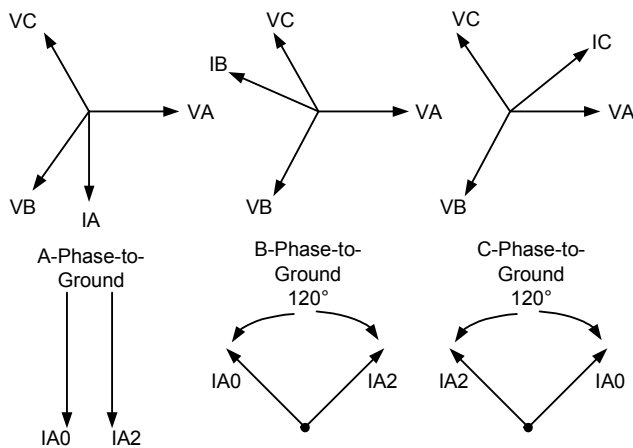 VC
VA
VB
IA
VC
IB
VA
VB
VC
IC
VA
VB
A-Phase-to-
Ground
IA0
IA2
B-Phase-to-
Ground
120°
IA0
IA2
C-Phase-to-
Ground
120°
IA2
IA0